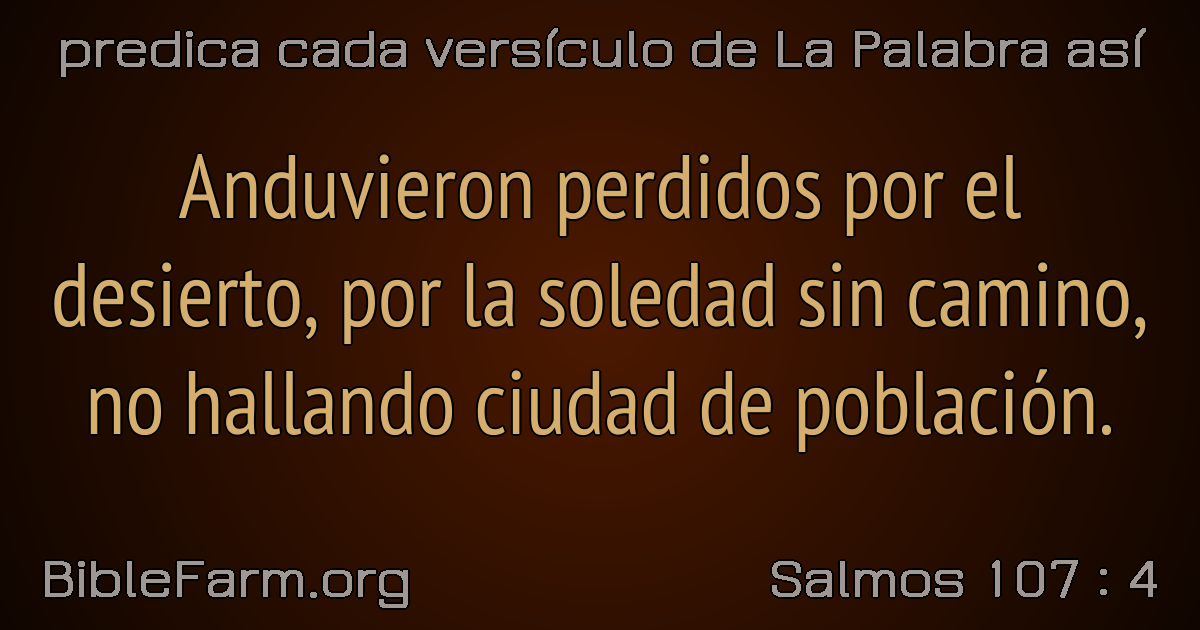 predica cada versículo de La Palabra así
Anduvieron perdidos por el
desierto, por la soledad sin camino,
no hallando ciudad de población.
BibleFarm.org
Salmos 107 : 4